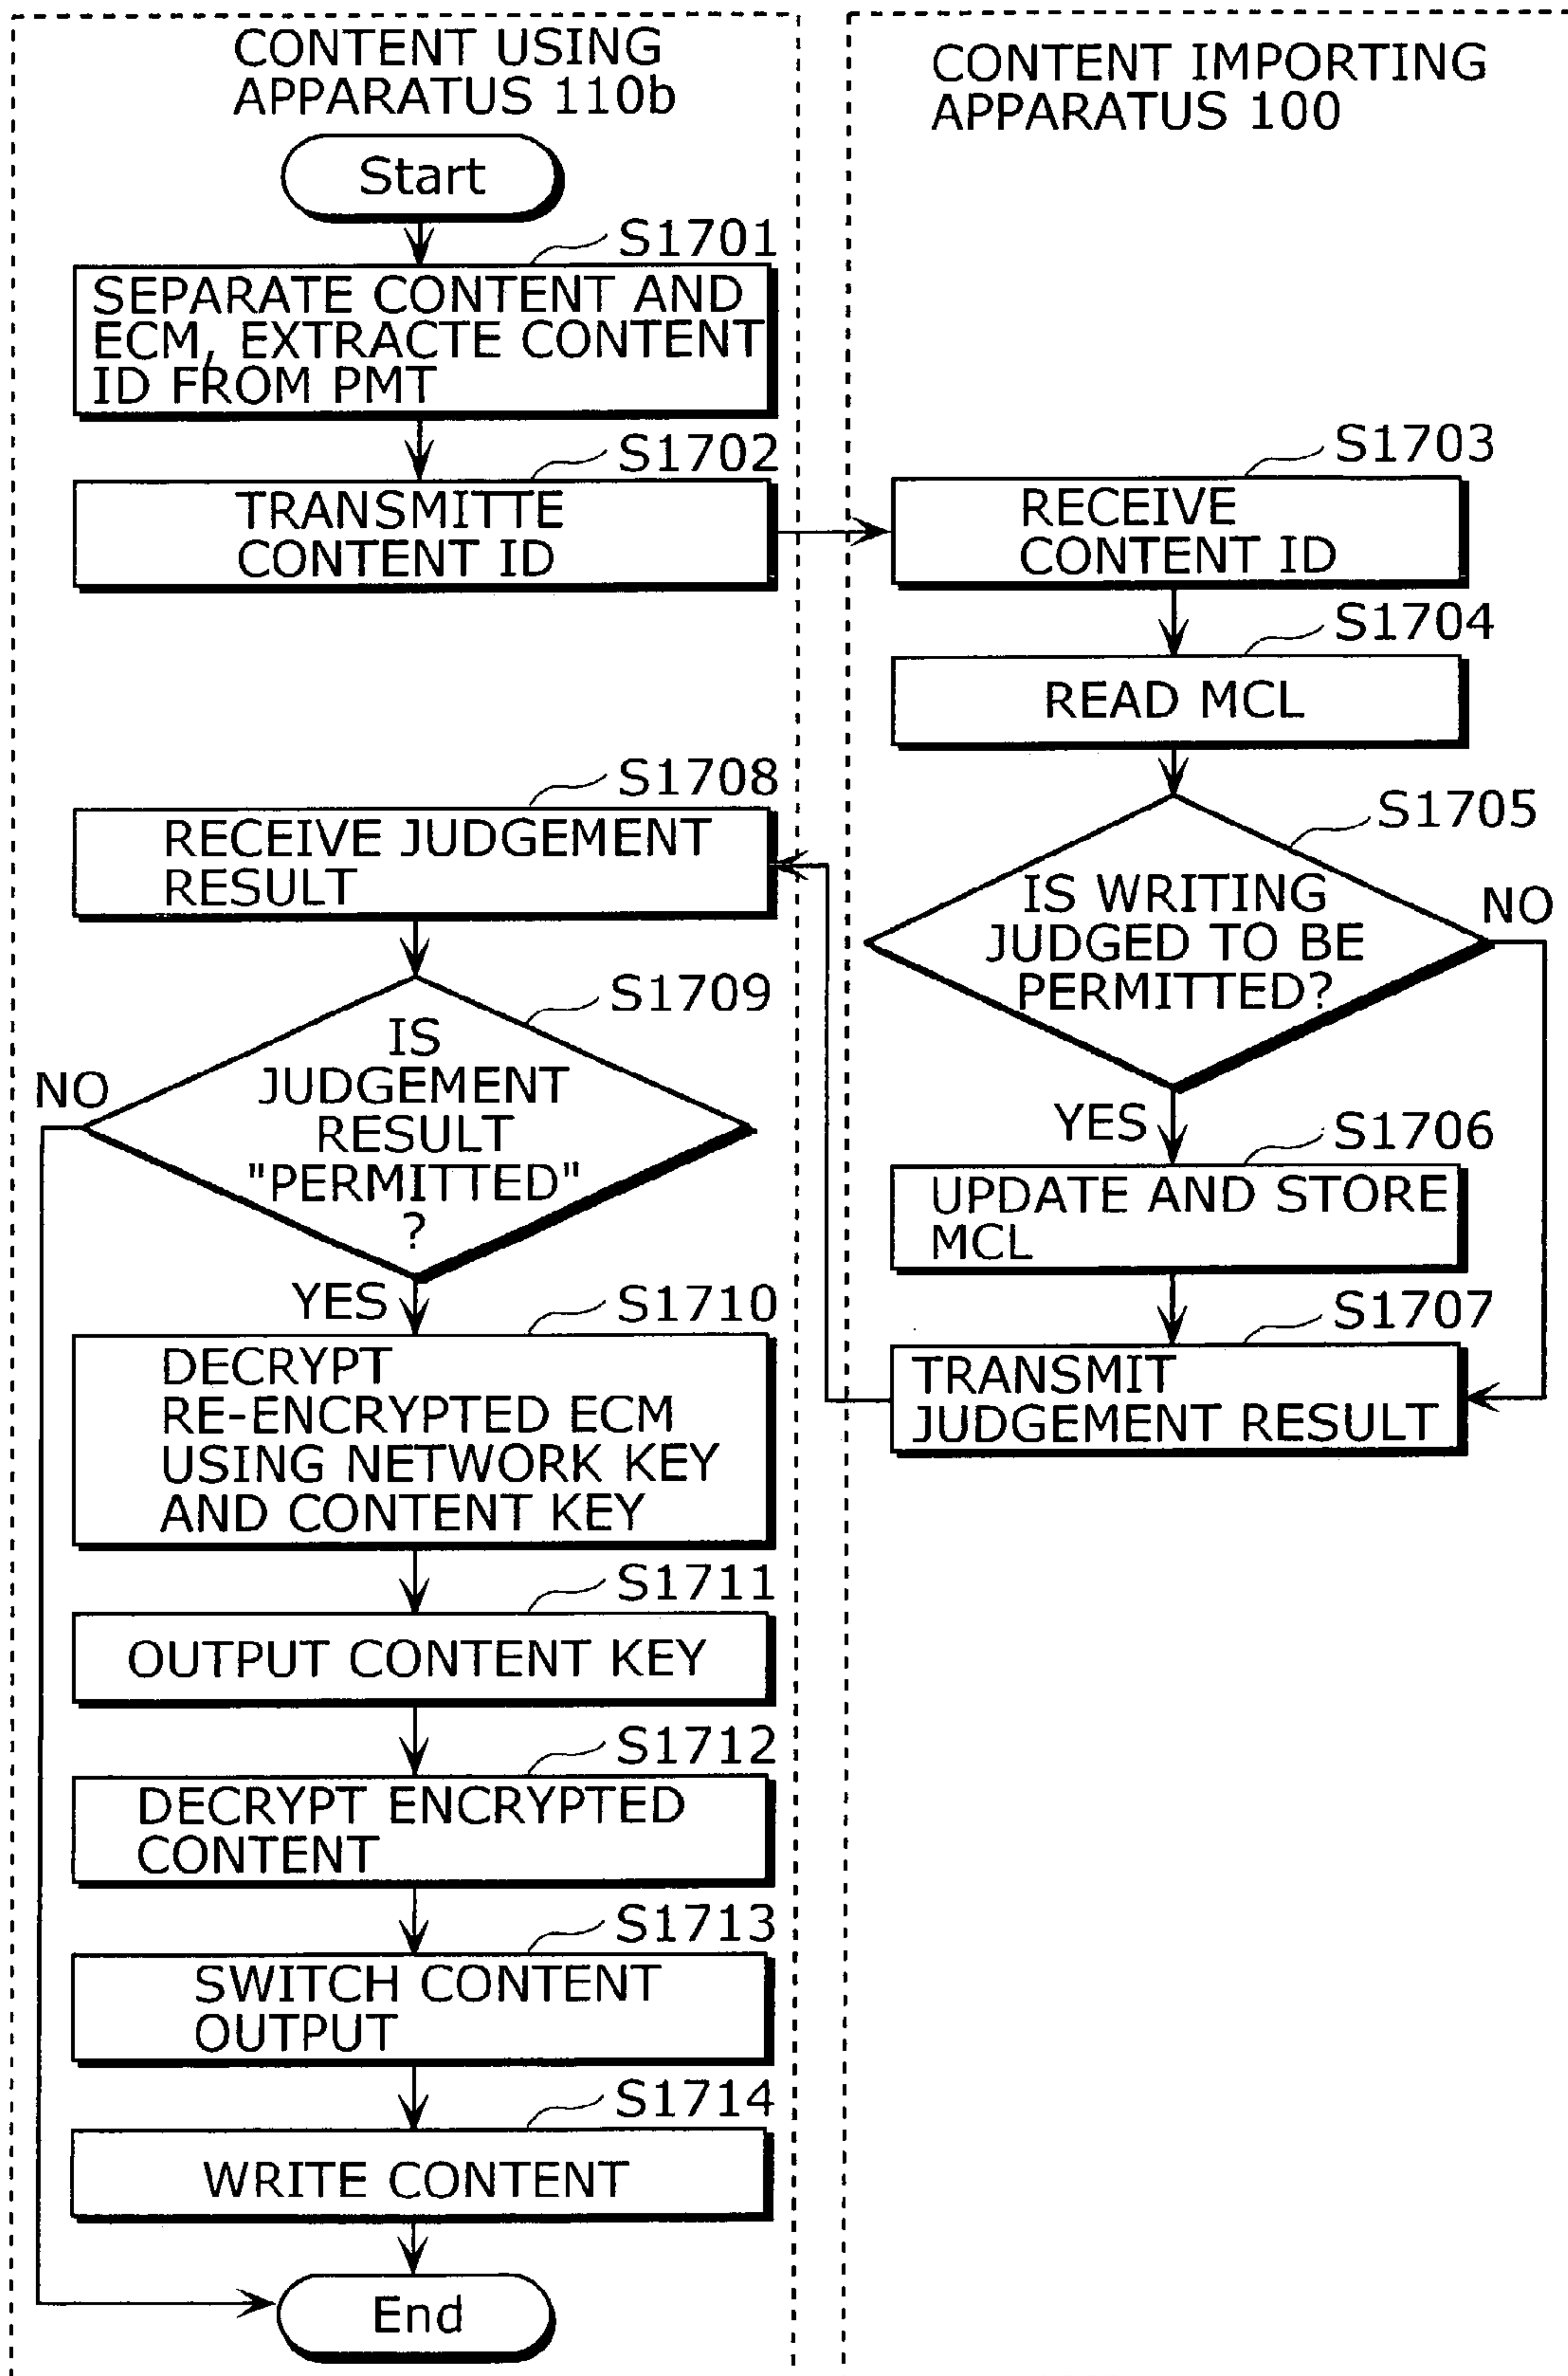 CONTENT USING
APPARATUS 110b
Start
S1701
SEPARATE CONTENT AND
ECM, EXTRACTE CONTENT
ID FROM PMT
S1702
TRANSMITTE
CONTENT ID
S1708
RECEIVE JUDGEMENT
RESULT
S1709
IS
JUDGEMENT
RESULT
"PERMITTED"
?
NO
YES
S1710
DECRYPT
RE-ENCRYPTED ECM
USING NETWORK KEY
AND CONTENT KEY
S1711
OUTPUT CONTENT KEY
S1712
DECRYPT ENCRYPTED
CONTENT
S1713
SWITCH CONTENT
OUTPUT
S1714
WRITE CONTENT
End
CONTENT IMPORTING
APPARATUS 100
S1703
RECEIVE
CONTENT ID
S1704
READ MCL
S1705
IS WRITING
JUDGED TO BE
PERMITTED?
NO
YES
S1706
UPDATE AND STORE
MCL
S1707
TRANSMIT
JUDGEMENT RESULT